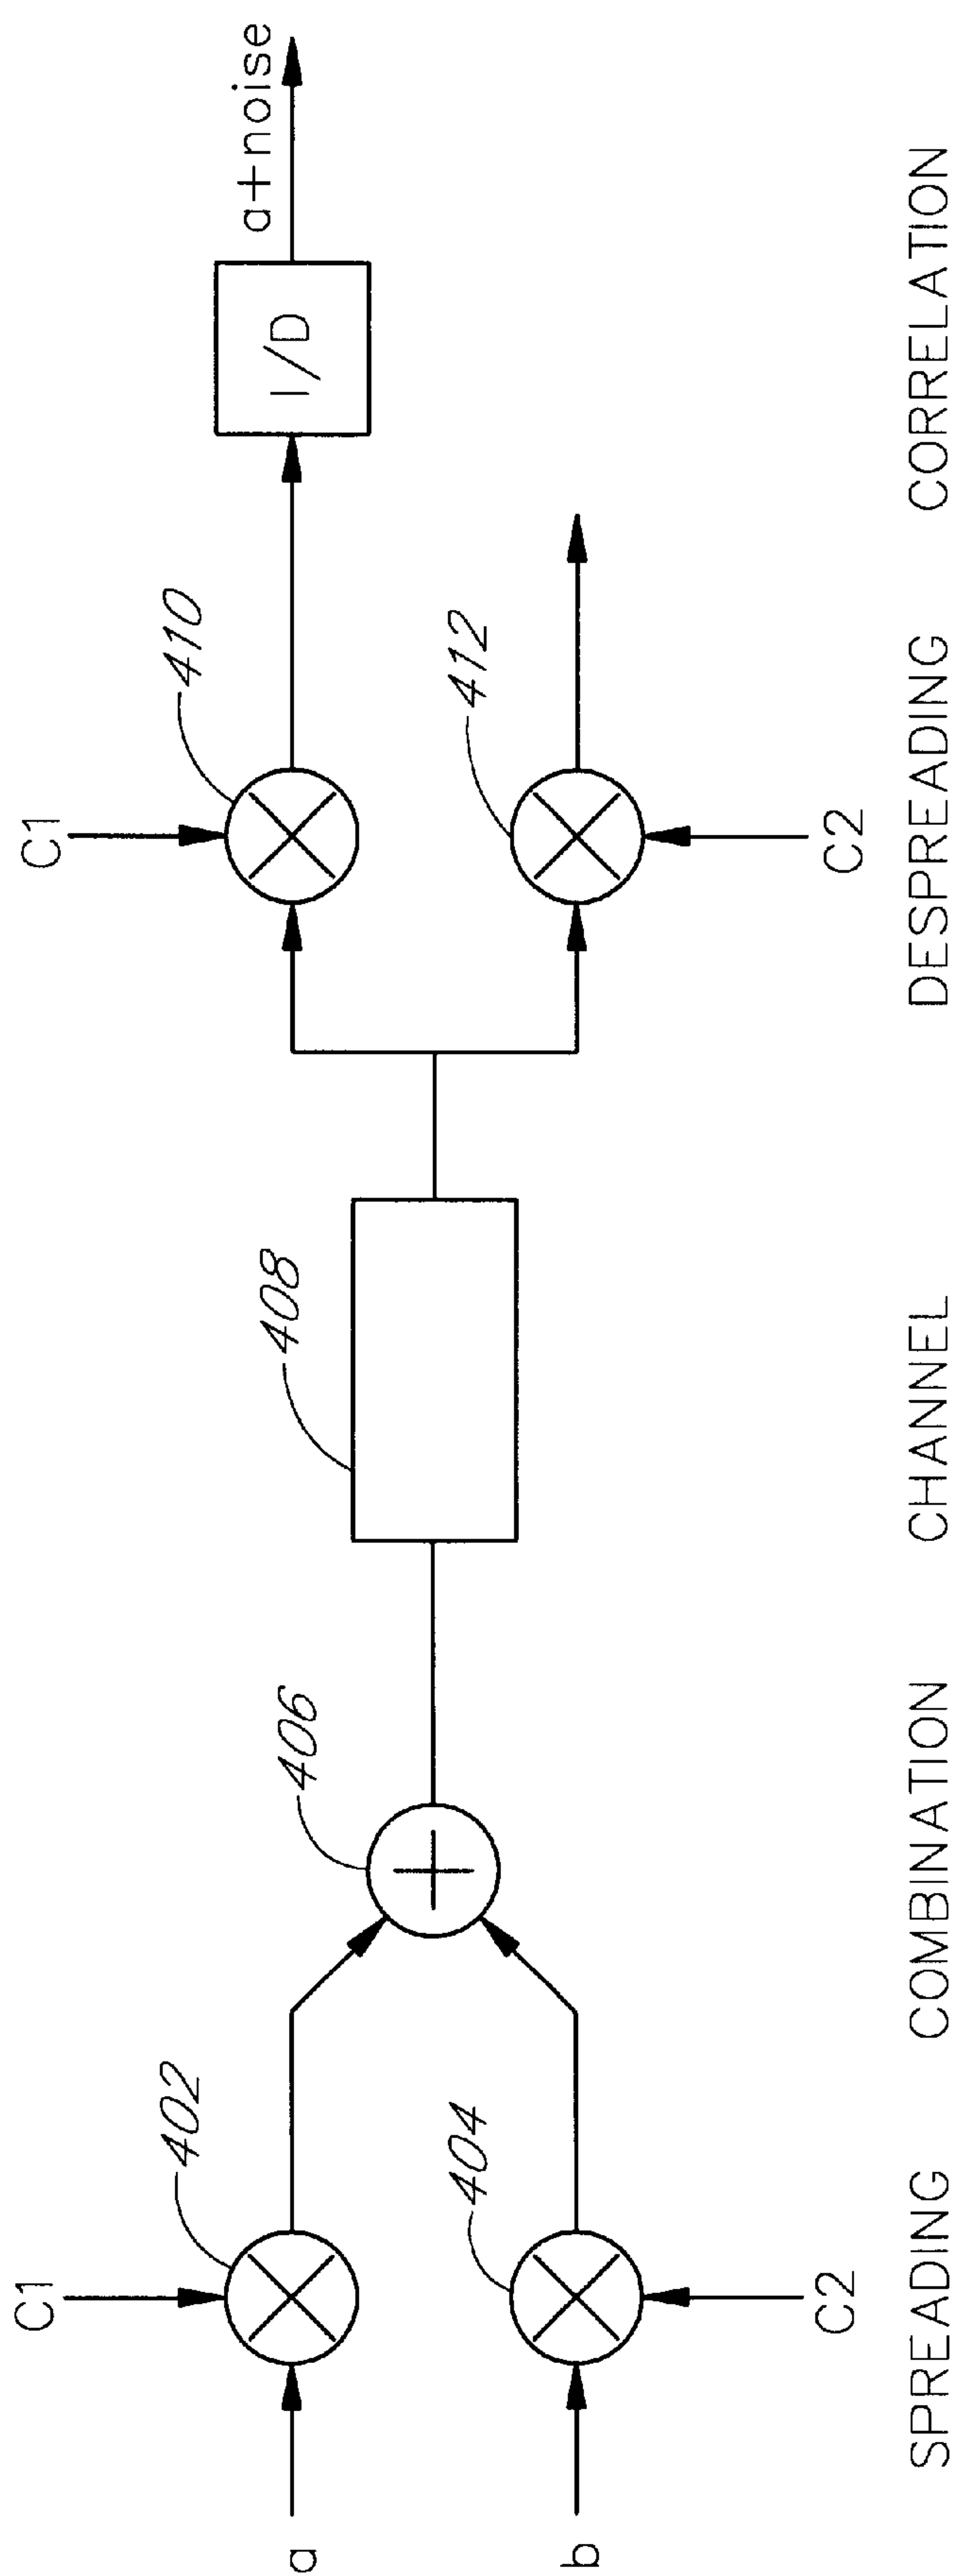 C1
C1
a+noise
402
406
408
410
I/D
a
404
412
b
C2
C2
SPREADING
COMBINATION
CHANNEL
DESPREADING
CORRELATION